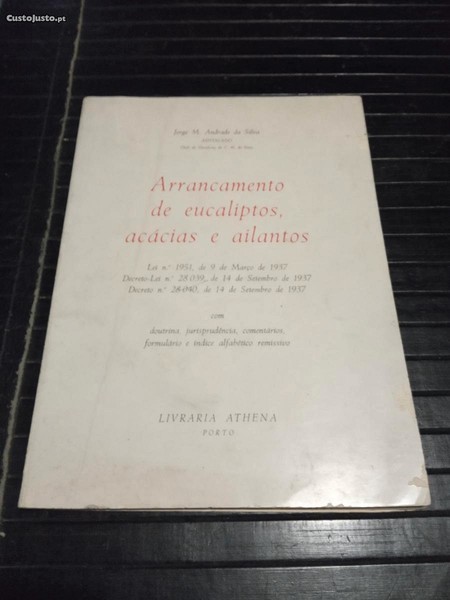 CustoJusto.pt
Jorge M. Andrade da Silva
ADVOGADO
Arrancamento
de eucaliptos,
acácias e ailantos
Lei n.º 1951, de 9 de Março de 1937
Decreto-Lei n.º 28 039, de 14 de Setembro de 1937
Decreto n.º 28 040, de 14 de Setembro de 1937
com
doutrina, jurisprudência, comentários,
formulário e índice alfabético remissivo
LIVRARIA ATHENA
PORTO